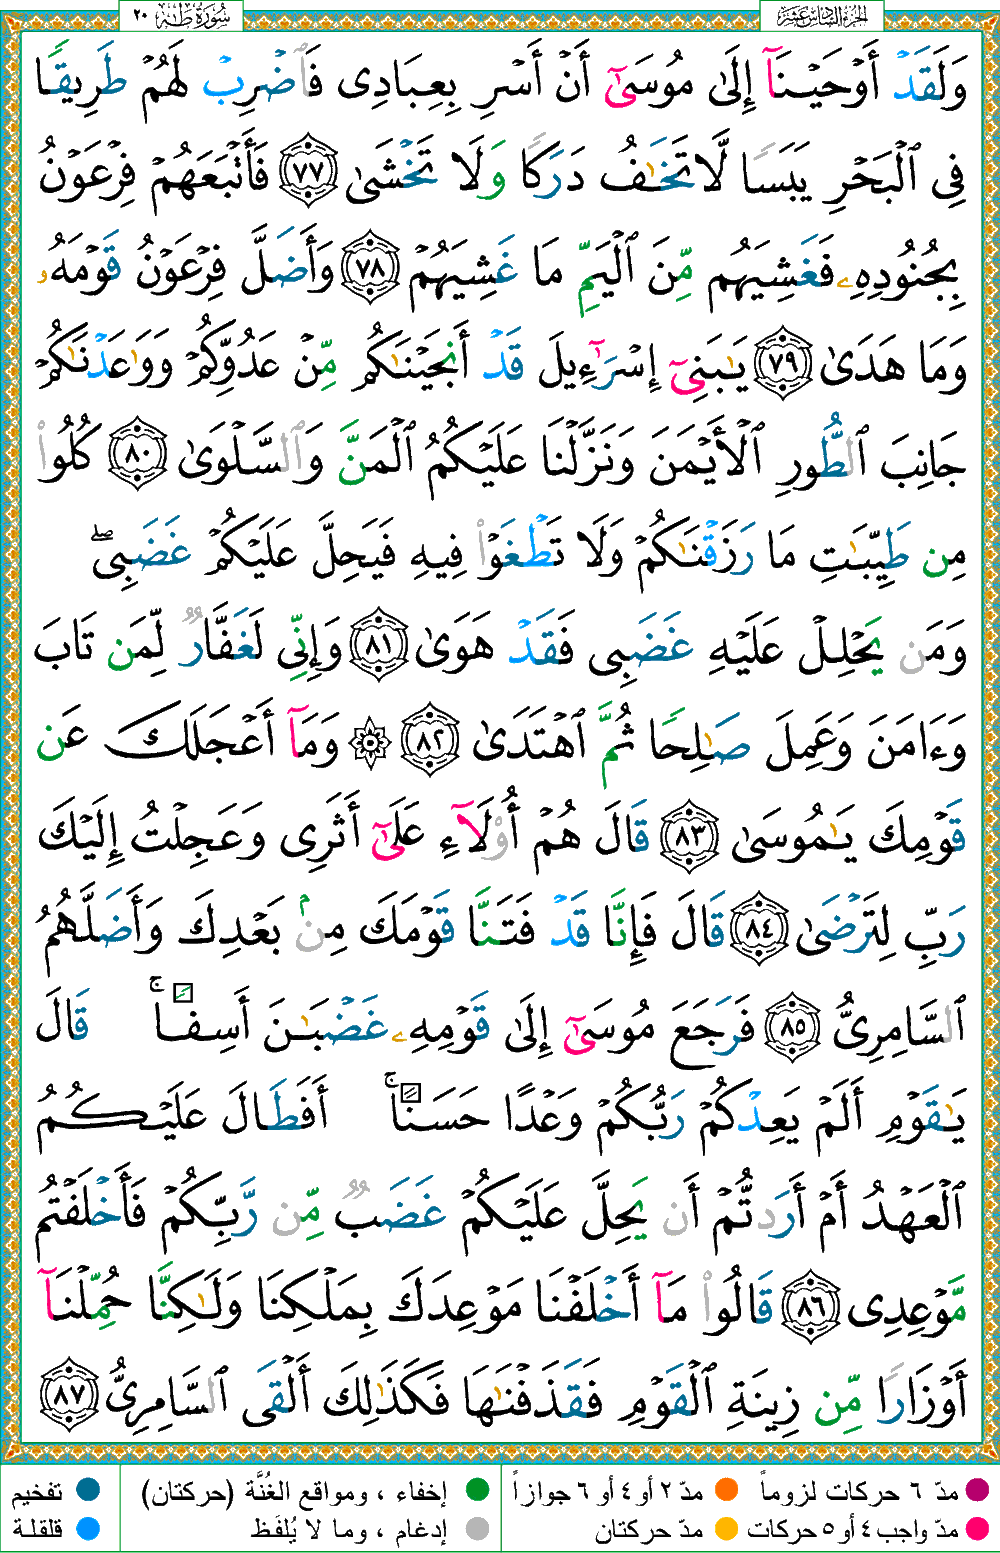 الجزء السادس عشر
سُورَةُ طٰهٰ ٢٠
وَلَقَدْ أَوْحَيْنَآ إِلَىٰ مُوسَىٰٓ أَنْ أَسْرِ بِعِبَادِى فَٱضْرِبْ لَهُمْ طَرِيقًا
فِى ٱلْبَحْرِ يَبَسًا لَّا تَخَـٰفُ دَرَكًا وَلَا تَخْشَىٰ ٧٧ فَأَتْبَعَهُمْ فِرْعَوْنُ
بِجُنُودِهِۦ فَغَشِيَهُم مِّنَ ٱلْيَمِّ مَا غَشِيَهُمْ ٧٨ وَأَضَلَّ فِرْعَوْنُ قَوْمَهُۥ
وَمَا هَدَىٰ ٧٩ يَـٰبَنِىٓ إِسْرَٰٓءِيلَ قَدْ أَنجَيْنَـٰكُم مِّنْ عَدُوِّكُمْ وَوَٰعَدْنَـٰكُمْ
جَانِبَ ٱلطُّورِ ٱلْأَيْمَنَ وَنَزَّلْنَا عَلَيْكُمُ ٱلْمَنَّ وَٱلسَّلْوَىٰ ٨٠ كُلُوا۟
مِن طَيِّبَـٰتِ مَا رَزَقْنَـٰكُمْ وَلَا تَطْغَوْا۟ فِيهِ فَيَحِلَّ عَلَيْكُمْ غَضَبِى ۖ
وَمَن يَحْلِلْ عَلَيْهِ غَضَبِى فَقَدْ هَوَىٰ ٨١ وَإِنِّى لَغَفَّارٌ لِّمَن تَابَ
وَءَامَنَ وَعَمِلَ صَـٰلِحًا ثُمَّ ٱهْتَدَىٰ ٨٢ ۞ وَمَآ أَعْجَلَكَ عَن
قَوْمِكَ يَـٰمُوسَىٰ ٨٣ قَالَ هُمْ أُو۟لَآءِ عَلَىٰٓ أَثَرِى وَعَجِلْتُ إِلَيْكَ
رَبِّ لِتَرْضَىٰ ٨٤ قَالَ فَإِنَّا قَدْ فَتَنَّا قَوْمَكَ مِنۢ بَعْدِكَ وَأَضَلَّهُمُ
ٱلسَّامِرِىُّ ٨٥ فَرَجَعَ مُوسَىٰٓ إِلَىٰ قَوْمِهِۦ غَضْبَـٰنَ أَسِفًا ۚ قَالَ
يَـٰقَوْمِ أَلَمْ يَعِدْكُمْ رَبُّكُمْ وَعْدًا حَسَنًا ۚ أَفَطَالَ عَلَيْكُمُ
ٱلْعَهْدُ أَمْ أَرَدتُّمْ أَن يَحِلَّ عَلَيْكُمْ غَضَبٌ مِّن رَّبِّكُمْ فَأَخْلَفْتُم
مَّوْعِدِى ٨٦ قَالُوا۟ مَآ أَخْلَفْنَا مَوْعِدَكَ بِمَلْكِنَا وَلَـٰكِنَّا حُمِّلْنَآ
أَوْزَارًا مِّن زِينَةِ ٱلْقَوْمِ فَقَذَفْنَـٰهَا فَكَذَٰلِكَ أَلْقَى ٱلسَّامِرِىُّ ٨٧
مدّ ٦ حركات لزوماً مدّ ٢ أو ٤ أو ٦ جوازاً إخفاء ، ومواقع الغُنَّة (حركتان) تفخيم
مدّ واجب ٤ أو ٥ حركات مدّ حركتان إدغام ، وما لا يُلفَظ قلقلة